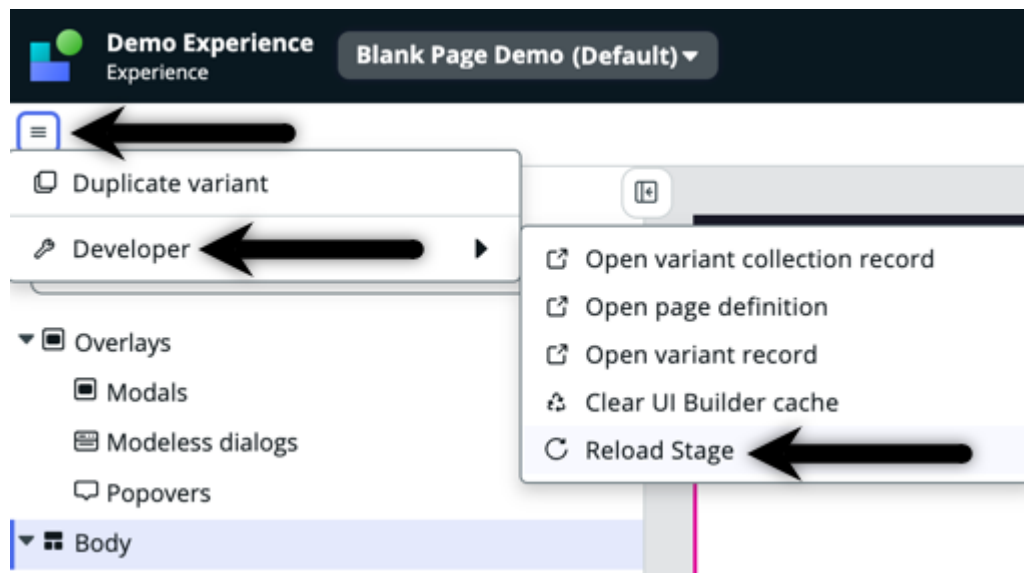 Demo Experience
Experience
Blank Page Demo (Default)
Duplicate variant
Developer
Open variant collection record
Open page definition
Open variant record
Clear UI Builder cache
Reload Stage
Overlays
Modals
Modeless dialogs
Popovers
Body